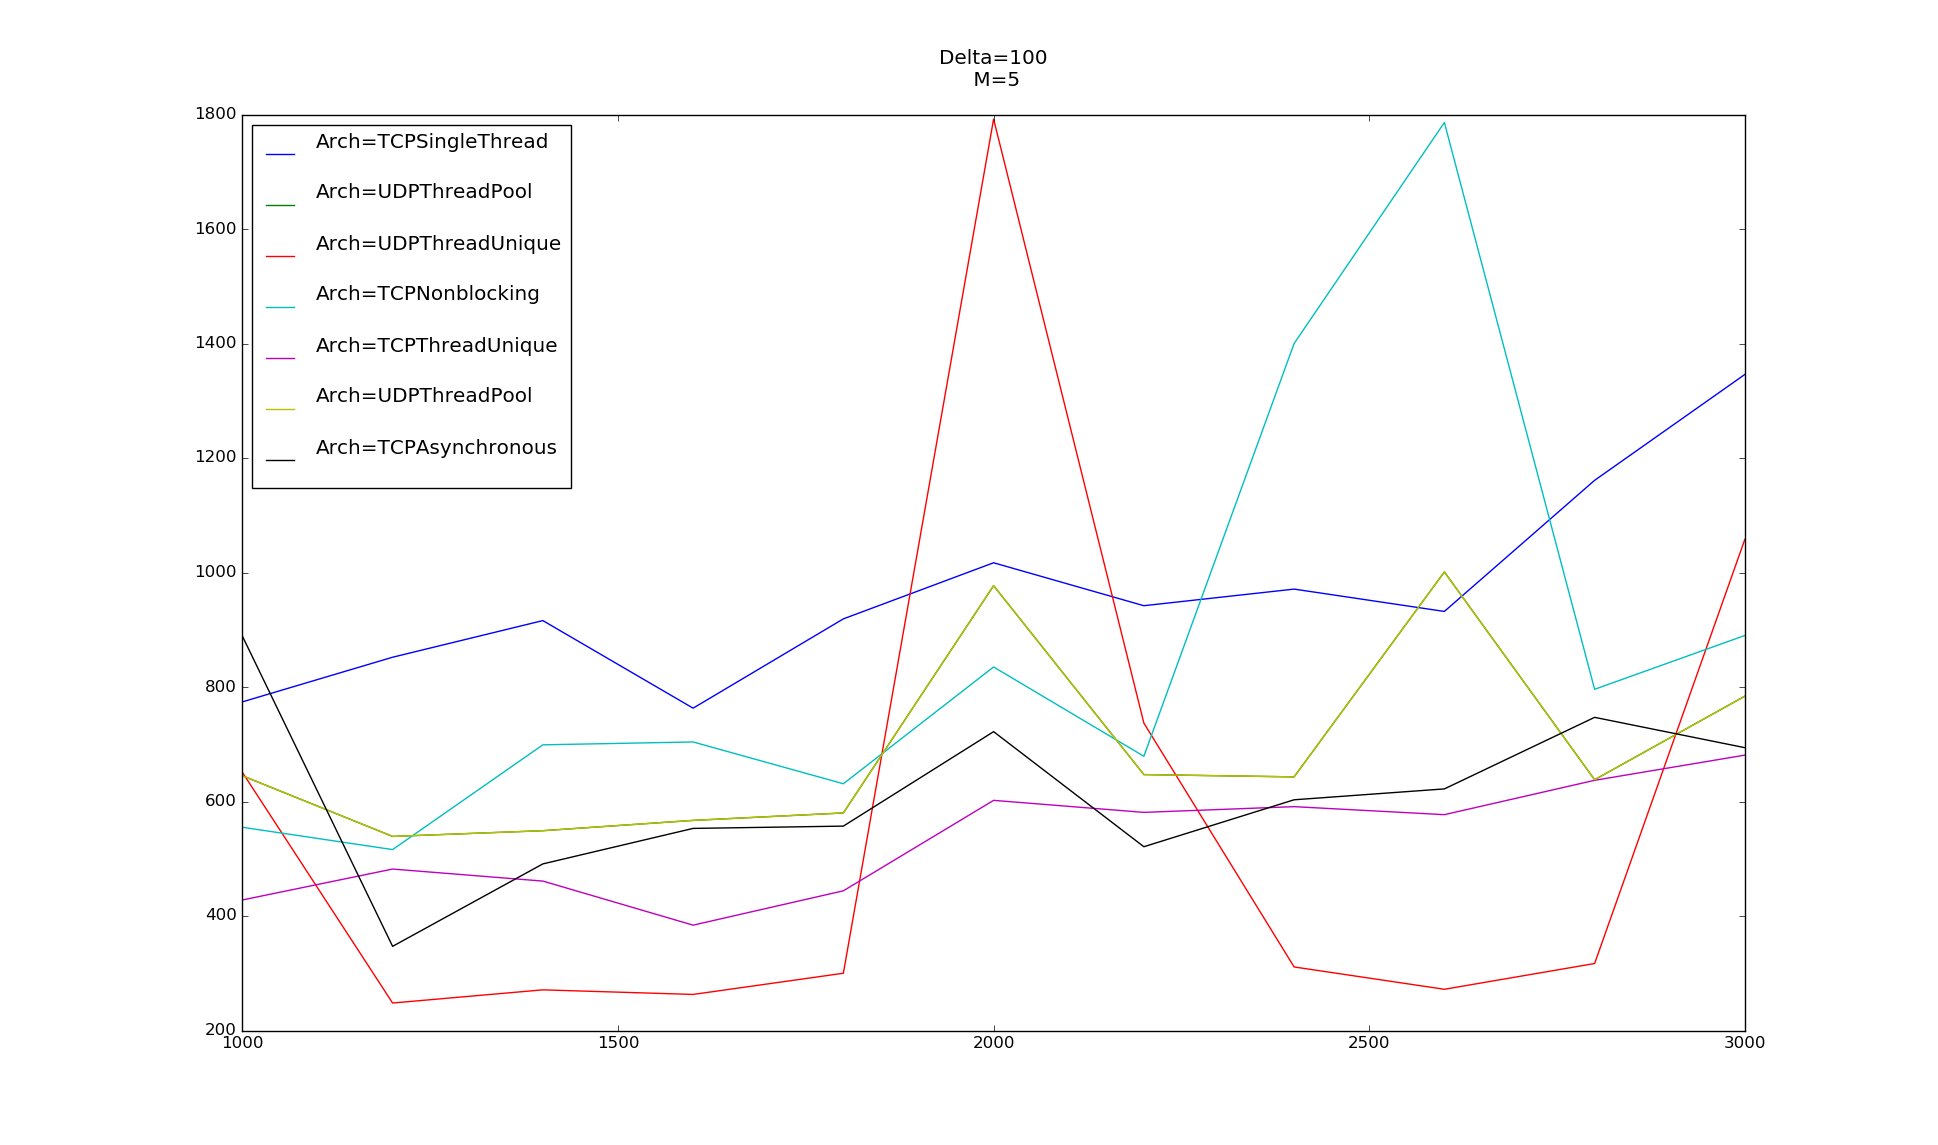 Delta=100
M=5
1800
1600
1400
1200
1000
800
600
400
200
Arch=TCPSingleThread
Arch=UDPThreadPool
Arch=UDPThreadUnique
Arch=TCPNonblocking
Arch=TCPThreadUnique
Arch=UDPThreadPool
Arch=TCPAsynchronous
1000 1500 2000 2500 3000